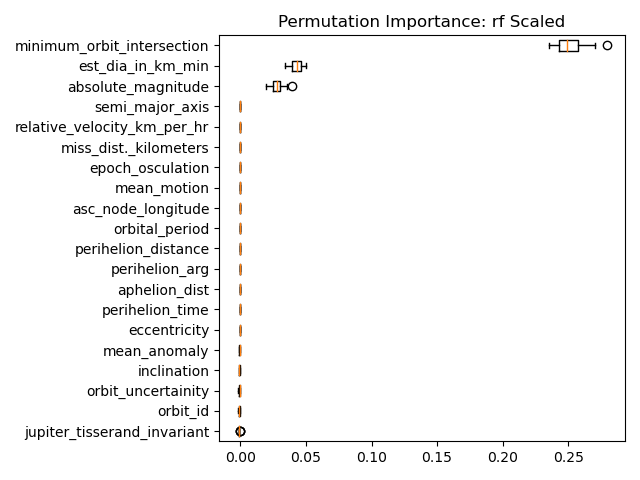 Permutation Importance: rf Scaled
minimum_orbit_intersection
est_dia_in_km_min
absolute_magnitude
semi_major_axis
relative_velocity_km_per_hr
miss_dist._kilometers
epoch_osculation
mean_motion
asc_node_longitude
orbital_period
perihelion_distance
perihelion_arg
aphelion_dist
perihelion_time
eccentricity
mean_anomaly
inclination
orbit_uncertainity
orbit_id
jupiter_tisserand_invariant
0.00 0.05 0.10 0.15 0.20 0.25